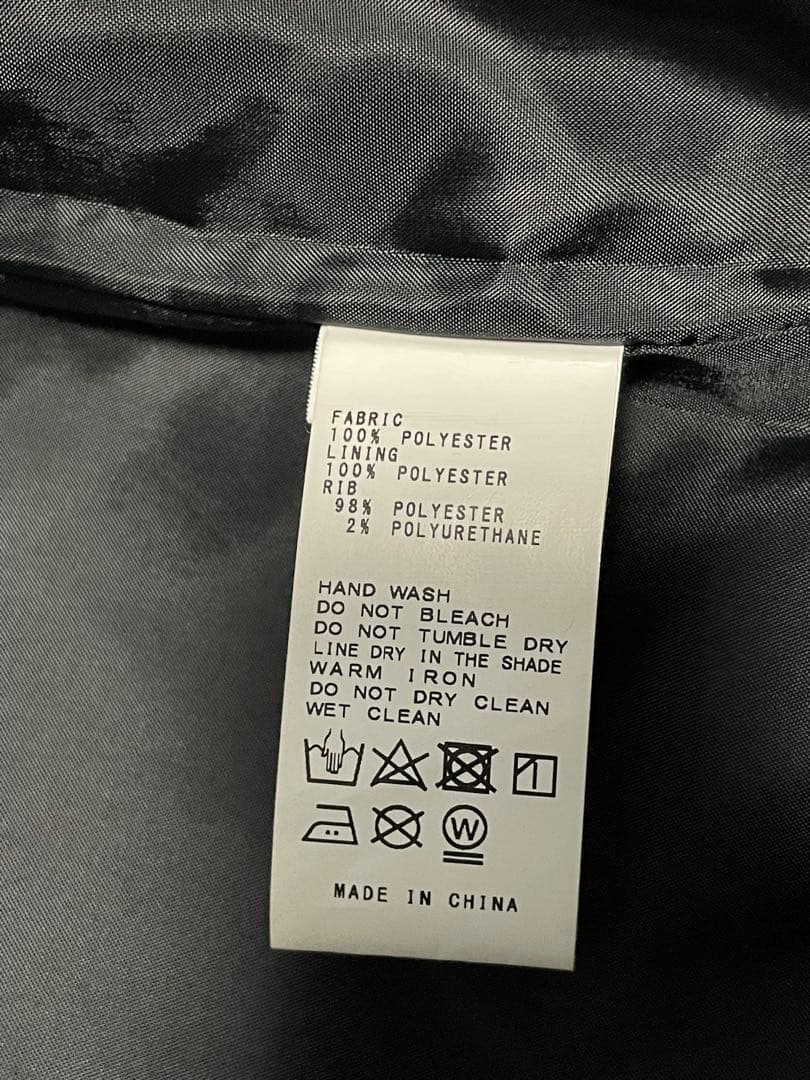 FABRIC
100% POLYESTER
LINING
100% POLYESTER
RIB
98% POLYESTER
2% POLYURETHANE
HAND WASH
DO NOT BLEACH
DO NOT TUMBLE DRY
LINE DRY IN THE SHADE
WARM IRON
DO NOT DRY CLEAN
WET CLEAN
W
MADE IN CHINA